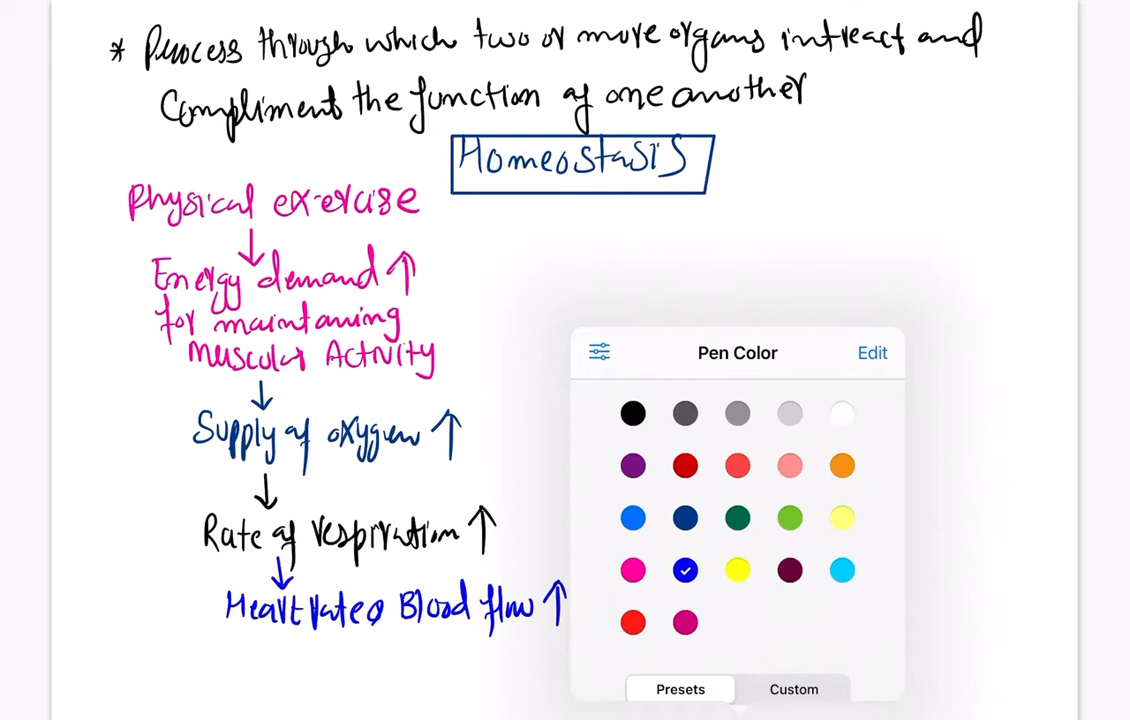 * Process through which two or more organs intreact and
Compliment the function of one another
Homeostasis
Physical exercise
↓
Energy demand ↑
for maintaning
Muscular Activity
↓
Supply of oxygen ↑
↓
Rate of respiration ↑
↓
Heart rate & Blood flow ↑
Pen Color
Edit
Presets
Custom